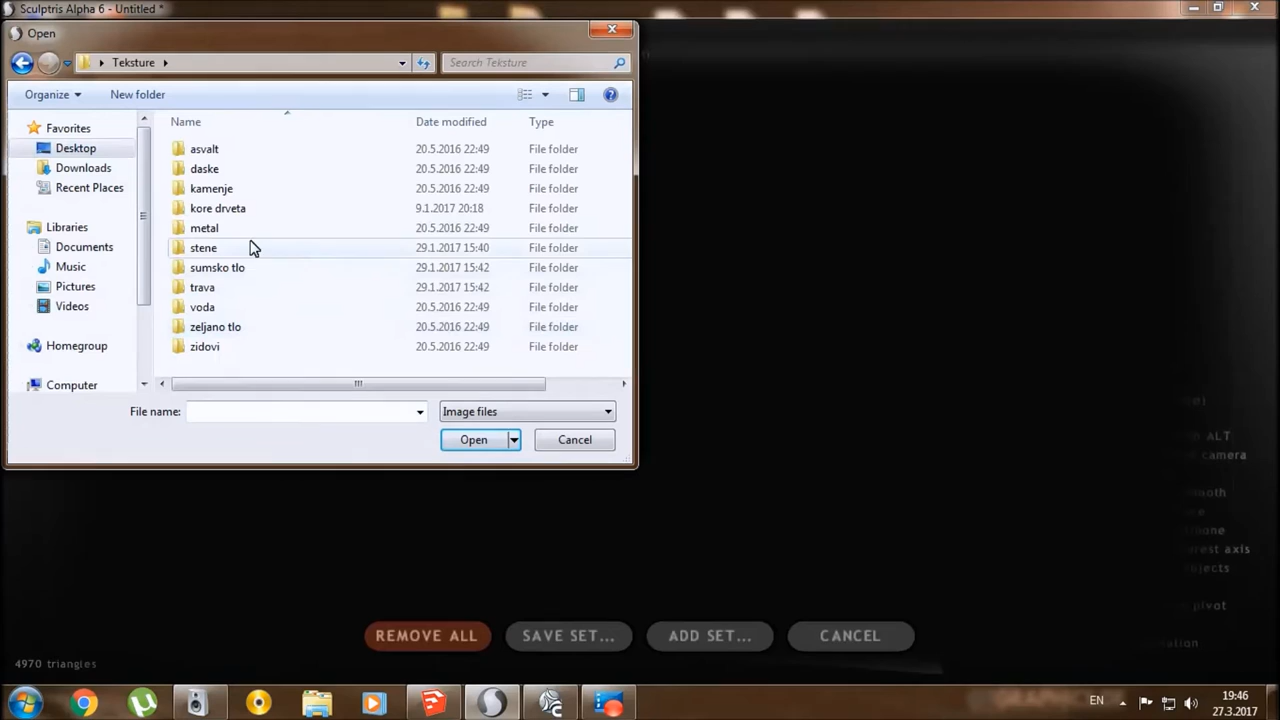 Sculptris Alpha 6 - Untitled *
Open
Teksture
Search Teksture
Organize
New folder
Name
Date modified
Type
Favorites
Desktop
Downloads
Recent Places
Libraries
Documents
Music
Pictures
Videos
Homegroup
Computer
asvalt 20.5.2016 22:49 File folder
daske 20.5.2016 22:49 File folder
kamenje 20.5.2016 22:49 File folder
kore drveta 9.1.2017 20:18 File folder
metal 20.5.2016 22:49 File folder
stene 29.1.2017 15:40 File folder
sumsko tlo 29.1.2017 15:42 File folder
trava 29.1.2017 15:42 File folder
voda 20.5.2016 22:49 File folder
zeljano tlo 20.5.2016 22:49 File folder
zidovi 20.5.2016 22:49 File folder
File name:
Image files
Open
Cancel
ALT
camera
axis
pivot
REMOVE ALL
SAVE SET...
ADD SET...
CANCEL
4970 triangles
EN
19:46
27.3.2017